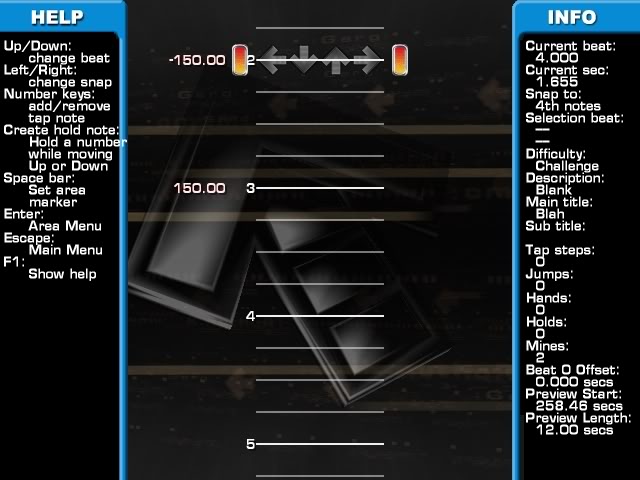 HELP
Up/Down:
change beat
Left/Right:
change snap
Number keys:
add/remove
tap note
Create hold note:
Hold a number
while moving
Up or Down
Space bar:
Set area
marker
Enter:
Area Menu
Escape:
Main Menu
F1:
Show help
-150.00 2
150.00 3
4
5
INFO
Current beat:
4.000
Current sec:
1.655
Snap to:
4th notes
Selection beat:
---
---
Difficulty:
Challenge
Description:
Blank
Main title:
Blah
Sub title:
Tap steps:
0
Jumps:
0
Hands:
0
Holds:
0
Mines:
2
Beat 0 Offset:
0.000 secs
Preview Start:
258.46 secs
Preview Length:
12.00 secs